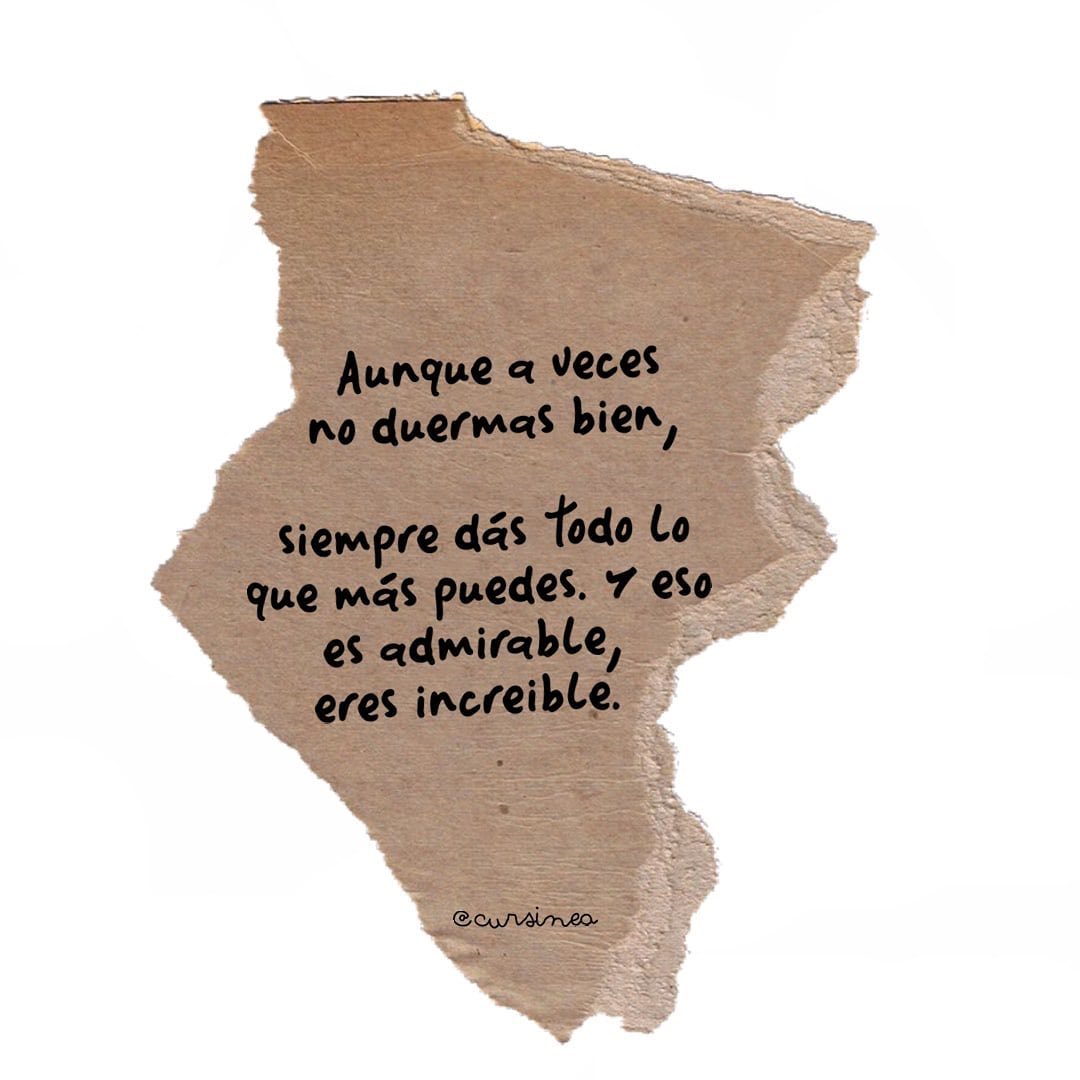 Aunque a veces
no duermas bien,
siempre dás todo lo
que más puedes. Y eso
es admirable,
eres increible.
@cursinea